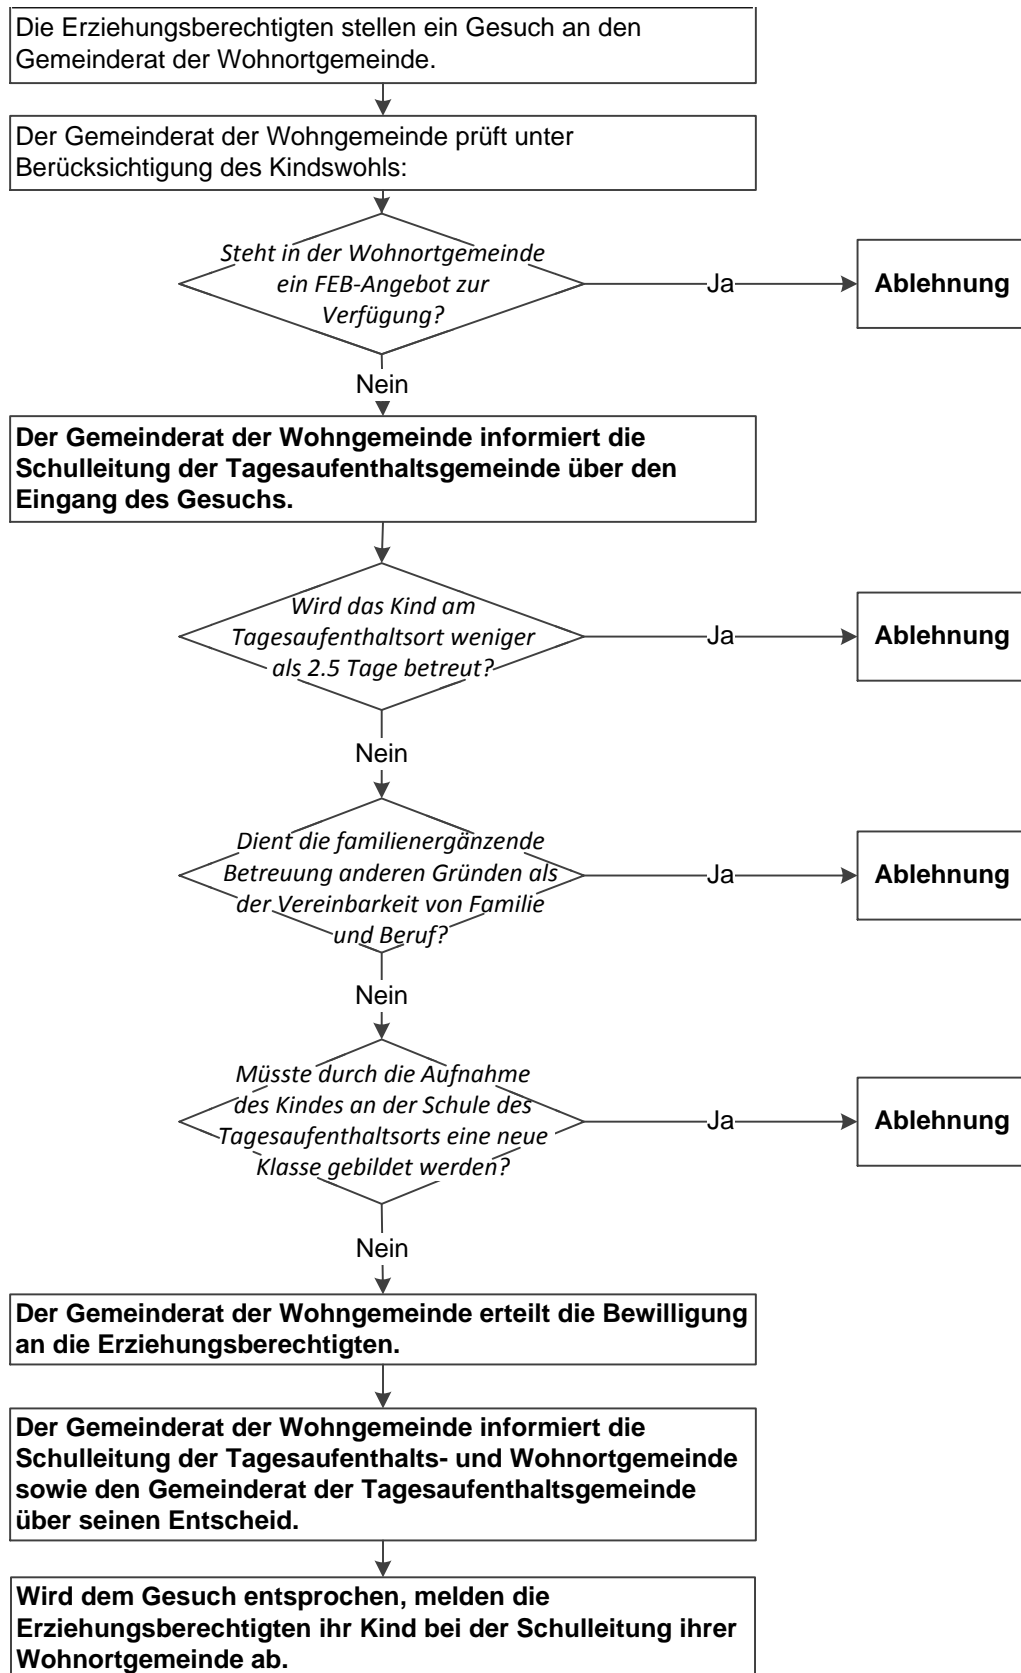 Die Erziehungsberechtigten stellen ein Gesuch an den
Gemeinderat der Wohnortgemeinde.
Der Gemeinderat der Wohngemeinde prüft unter
Berücksichtigung des Kindswohls:
Steht in der Wohnortgemeinde
ein FEB-Angebot zur
Verfügung?
Ja
Ablehnung
Nein
Der Gemeinderat der Wohngemeinde informiert die
Schulleitung der Tagesaufenthaltsgemeinde über den
Eingang des Gesuchs.
Wird das Kind am
Tagesaufenthaltsort weniger
als 2.5 Tage betreut?
Ja
Ablehnung
Nein
Dient die familienergänzende
Betreuung anderen Gründen als
der Vereinbarkeit von Familie
und Beruf?
Ja
Ablehnung
Nein
Müsste durch die Aufnahme
des Kindes an der Schule des
Tagesaufenthaltsorts eine neue
Klasse gebildet werden?
Ja
Ablehnung
Nein
Der Gemeinderat der Wohngemeinde erteilt die Bewilligung
an die Erziehungsberechtigten.
Der Gemeinderat der Wohngemeinde informiert die
Schulleitung der Tagesaufenthalts- und Wohnortgemeinde
sowie den Gemeinderat der Tagesaufenthaltsgemeinde
über seinen Entscheid.
Wird dem Gesuch entsprochen, melden die
Erziehungsberechtigten ihr Kind bei der Schulleitung ihrer
Wohnortgemeinde ab.